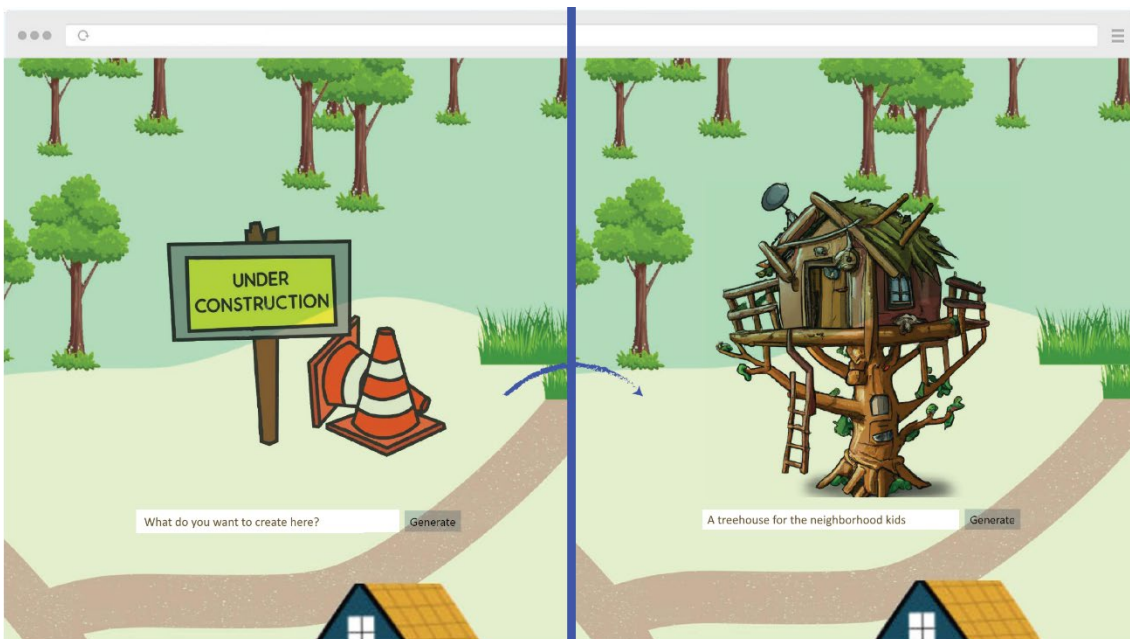 UNDER
CONSTRUCTION
What do you want to create here?
Generate
A treehouse for the neighborhood kids
Generate